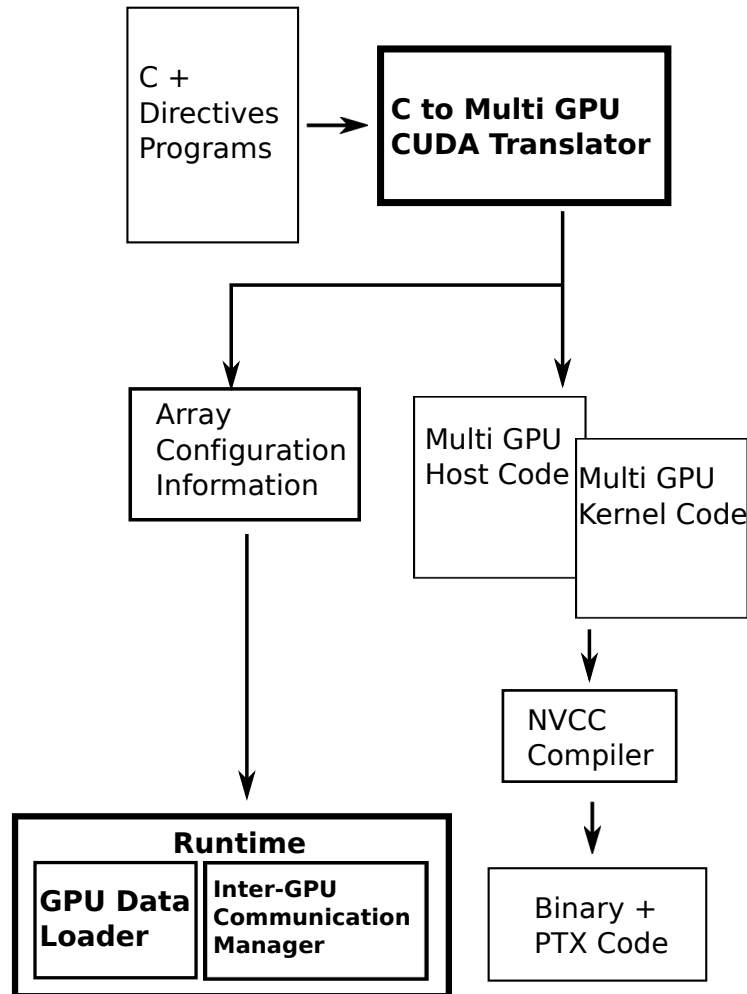 C +
Directives
Programs
C to Multi GPU
CUDA Translator
Array
Configuration
Information
Multi GPU
Host Code
Multi GPU
Kernel Code
NVCC
Compiler
Runtime
GPU Data
Loader
Inter-GPU
Communication
Manager
Binary +
PTX Code